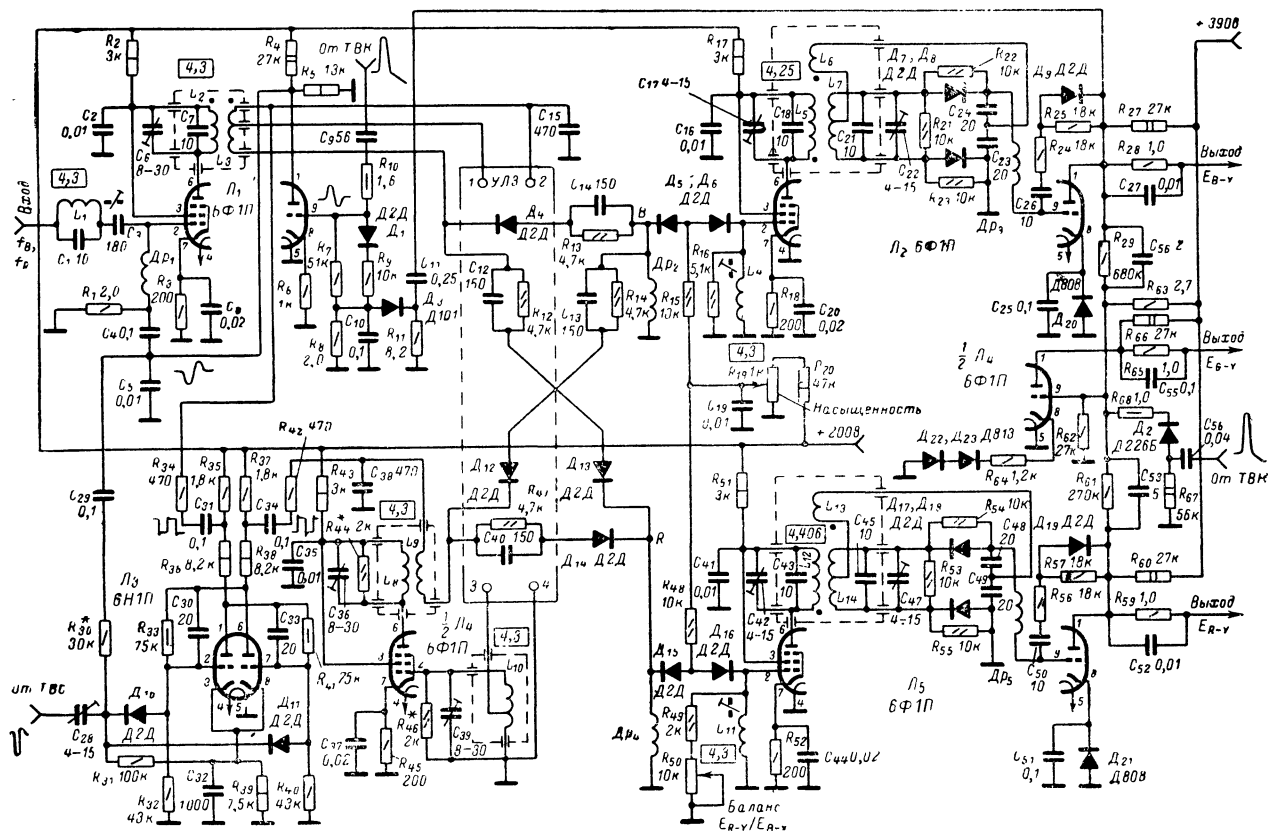 R2
3к
C2
0,01
4,3
L2
C7
10
C6
8-30
L3
R4
27к
R5
13к
От ТВК
C9 56
R10
1,6
C15
470
R17
3к
C17 4-15
4,25
L6
Д7, Д8
Д2Д
R22
10к
Д9 Д2Д
+390В
C16
0,01
C18
10
L5
L7
C21
10
R21
10к
C24
20
C23
20
C22
4-15
R23 10к
Др3
R25 18к
R24
18к
C26
10
R27 27к
R28 1,0
Выход
E B-Y
C27 0,01
Вход
fB,
fR
4,3
L1
C1 10
C3
180
Л1
6Ф1П
Др1
R1 2,0
R3
200
C4 0,1
C8
0,02
C5
0,01
Д2Д
Д1
R7
51к
R9
10к
R6
1к
R8
2,0
C10
0,1
Д3
Д101
C11
0,25
R11
8,2
УЛЗ
1
2
3
4
Д4
Д2Д
C14 150
R13
4,7к
C12
150
R12
4,7к
C13
150
R14
4,7к
В
Др2
Д5, Д6
Д2Д
R16
5,1к
R15
10к
L4
R18
200
C20
0,02
Л2 6Ф1П
R29
680к
C56 2
C25 0,1
Д808
Д20
R63 2,7
R66
27к
R65
1,0
C55 0,1
Выход
E G-Y
1/2 Л4
6Ф1П
4,3
R19 1к
R20
47к
C19
0,01
Насыщенность
+200В
Д22, Д23 Д813
R64 1,2к
R62
27к
R68 1,0
Д2
Д226Б
C56
0,04
R67
56к
От ТВК
C29
0,1
R34
470
R35
1,8к
R37
1,8к
R42 470
C31
0,1
C34
0,1
R36 8,2к
R38
8,2к
Л3
6Н1П
C30
20
C33
20
R33
75к
R41 75к
R30*
30к
От ТВС
C28
4-15
Д10
Д2Д
Д11
Д2Д
R31 100к
R32
43к
C32
1000
R39
7,5к
R40
43к
R43
3к
C38 470
C35
0,01
R44* 2к
4,3
L8
L9
C36
8-30
1/2 Л4
6Ф1П
C37
0,02
R45
200
R46*
2к
C39
8-30
4,3
L10
Д12
Д2Д
Д13
Д2Д
R47
4,7к
C40 150
Д14 Д2Д
R
Др4
R51
3к
C41
0,01
R48
10к
Д15
Д2Д
Д16
Д2Д
R49
2к
4,3
R50
10к
L11
R52
200
C44 0,02
Баланс
E R-Y/E B-Y
4,406
L12
C43
10
C42
4-15
L13
L14
C45
10
Д17, Д18
Д2Д
C47
4-15
R54 10к
R53
10к
R55 10к
C48
20
C49
20
Др5
Л5
6Ф1П
R61
270к
C53
5
Д19 Д2Д
R57 18к
R56 18к
C50
10
R60 27к
R59 1,0
C52 0,01
Выход
E R-Y
C51
0,1
Д21
Д808